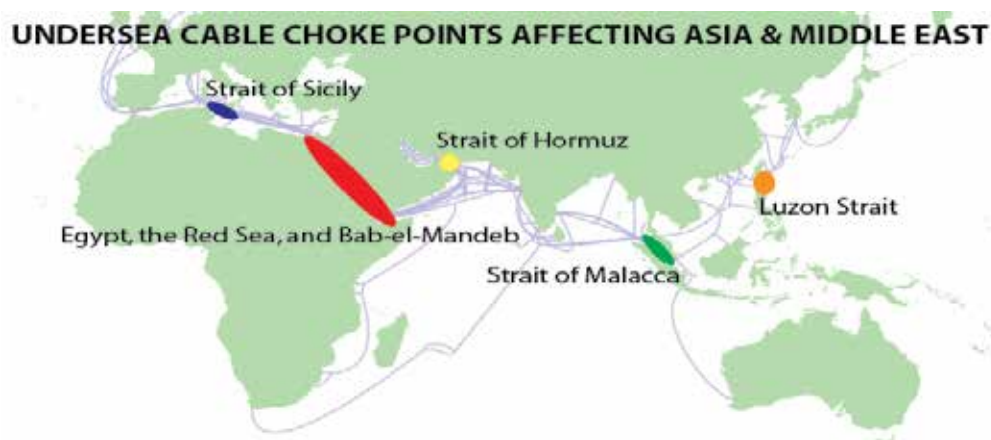 UNDERSEA CABLE CHOKE POINTS AFFECTING ASIA & MIDDLE EAST
Strait of Sicily
Strait of Hormuz
Luzon Strait
Egypt, the Red Sea, and Bab-el-Mandeb
Strait of Malacca